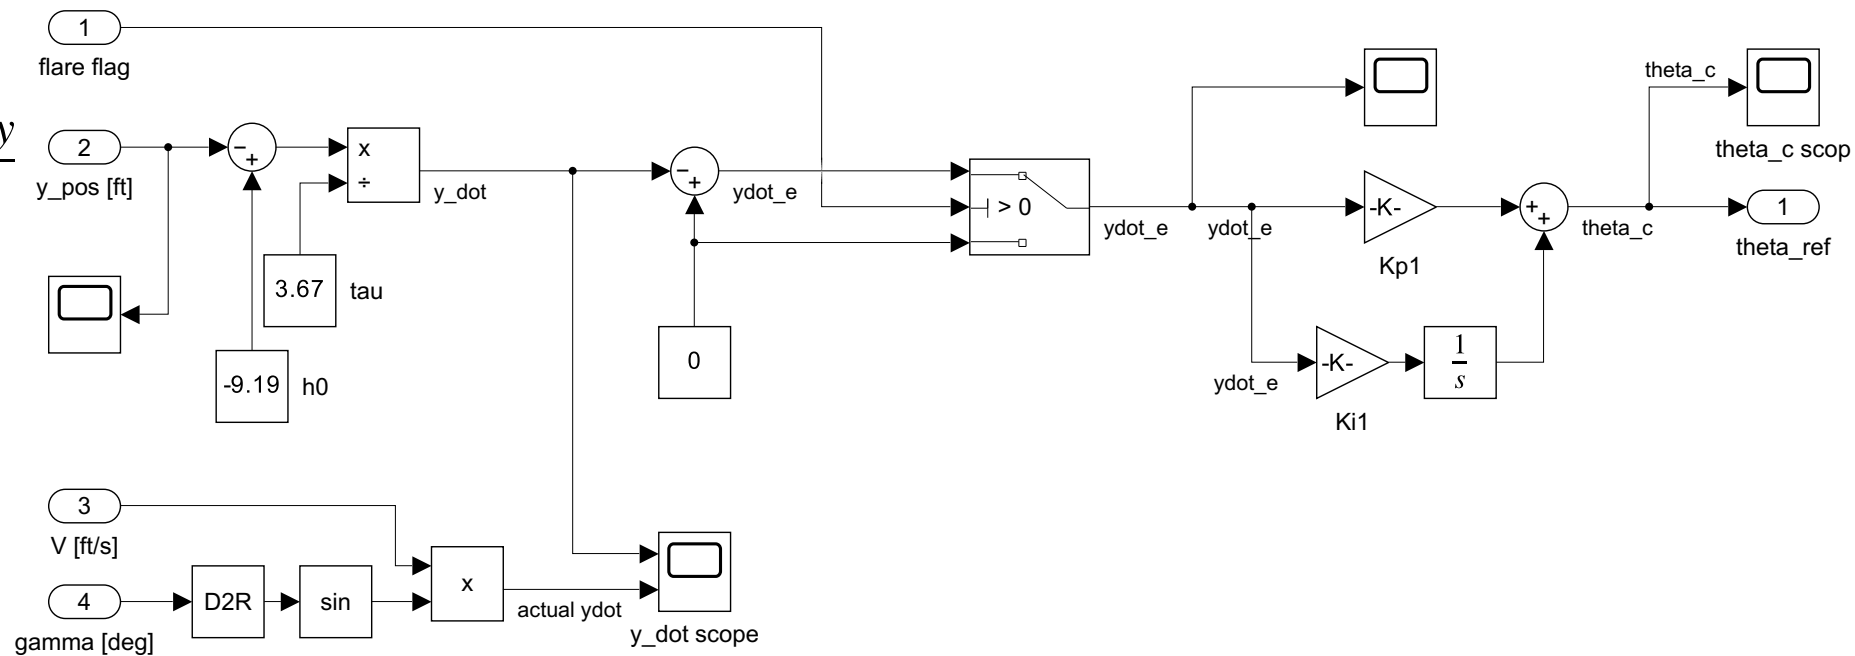 1
flare flag
y
2
y_pos [ft]
−
+
x
÷
y_dot
−
+
ydot_e
> 0
ydot_e
ydot_e
-K-
Kp1
+
+
theta_c
theta_c
theta_c scop
1
theta_ref
3.67
tau
-9.19
h0
0
ydot_e
-K-
Ki1
1
s
3
V [ft/s]
4
gamma [deg]
D2R
sin
x
actual ydot
y_dot scope